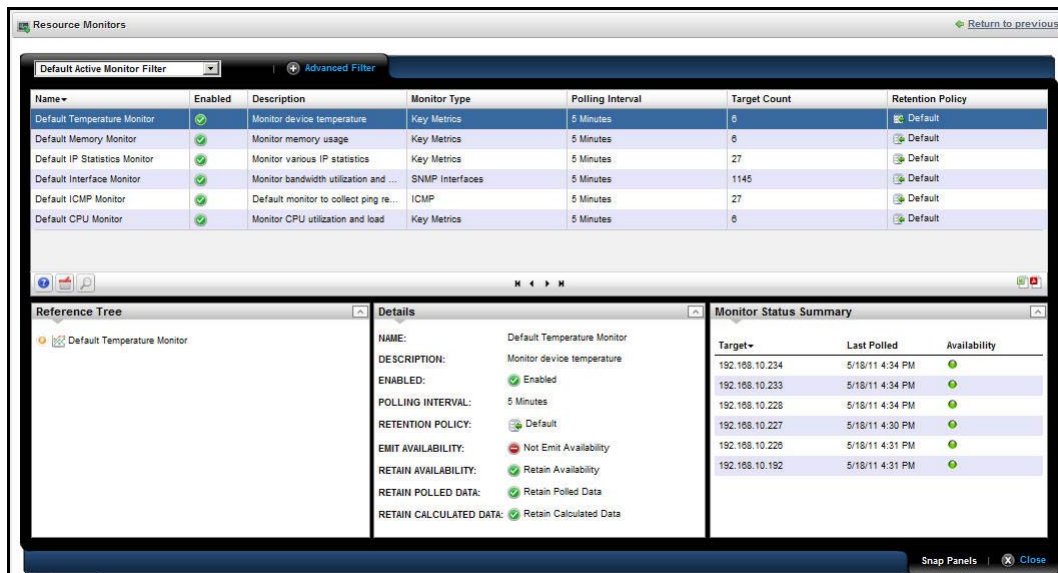 Resource Monitors Return to previous
Default Active Monitor Filter | Advanced Filter
Name Enabled Description Monitor Type Polling Interval Target Count Retention Policy
Default Temperature Monitor Monitor device temperature Key Metrics 5 Minutes 6 Default
Default Memory Monitor Monitor memory usage Key Metrics 5 Minutes 6 Default
Default IP Statistics Monitor Monitor various IP statistics Key Metrics 5 Minutes 27 Default
Default Interface Monitor Monitor bandwidth utilization and ... SNMP Interfaces 5 Minutes 1145 Default
Default ICMP Monitor Default monitor to collect ping re... ICMP 5 Minutes 27 Default
Default CPU Monitor Monitor CPU utilization and load Key Metrics 5 Minutes 6 Default
Reference Tree
Default Temperature Monitor
Details
NAME: Default Temperature Monitor
DESCRIPTION: Monitor device temperature
ENABLED: Enabled
POLLING INTERVAL: 5 Minutes
RETENTION POLICY: Default
EMIT AVAILABILITY: Not Emit Availability
RETAIN AVAILABILITY: Retain Availability
RETAIN POLLED DATA: Retain Polled Data
RETAIN CALCULATED DATA: Retain Calculated Data
Monitor Status Summary
Target Last Polled Availability
192.168.10.234 5/18/11 4:34 PM
192.168.10.233 5/18/11 4:34 PM
192.168.10.228 5/18/11 4:34 PM
192.168.10.227 5/18/11 4:30 PM
192.168.10.226 5/18/11 4:31 PM
192.168.10.192 5/18/11 4:31 PM
Snap Panels | Close